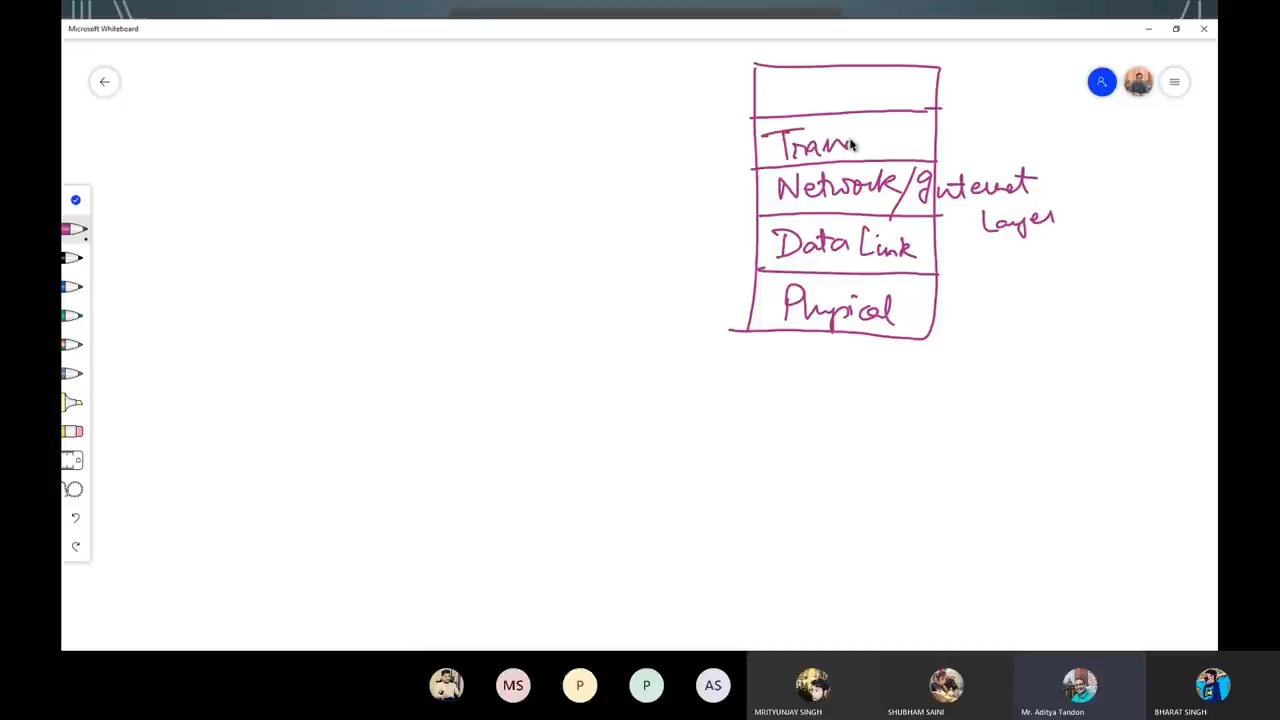 Microsoft Whiteboard
Tran
Network/Internet
Layer
Data Link
Physical
MS
P
P
AS
MRITYUNJAY SINGH
SHUBHAM SAINI
Mr. Aditya Tandon
BHARAT SINGH